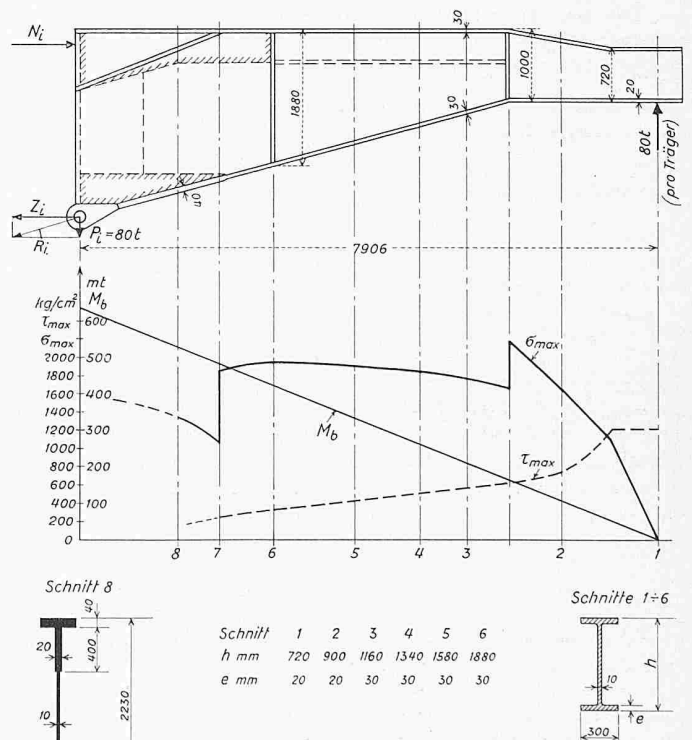 N_i
30
1880
30
1000
720
20
40
80t
(pro Träger)
Z_i
R_i
P_i=80t
7906
mt
kg/cm² M_b
τ_max 600
σ_max
2000 500
1800
1600 400
1400
1200 300
1000
800 200
600
400 100
200
0
σ_max
M_b
τ_max
8 7 6 5 4 3 2 1
Schnitt 8
40
20
400
10
2230
Schnitt 1 2 3 4 5 6
h mm 720 900 1160 1340 1580 1880
e mm 20 20 30 30 30 30
Schnitte 1÷6
10
h
e
300